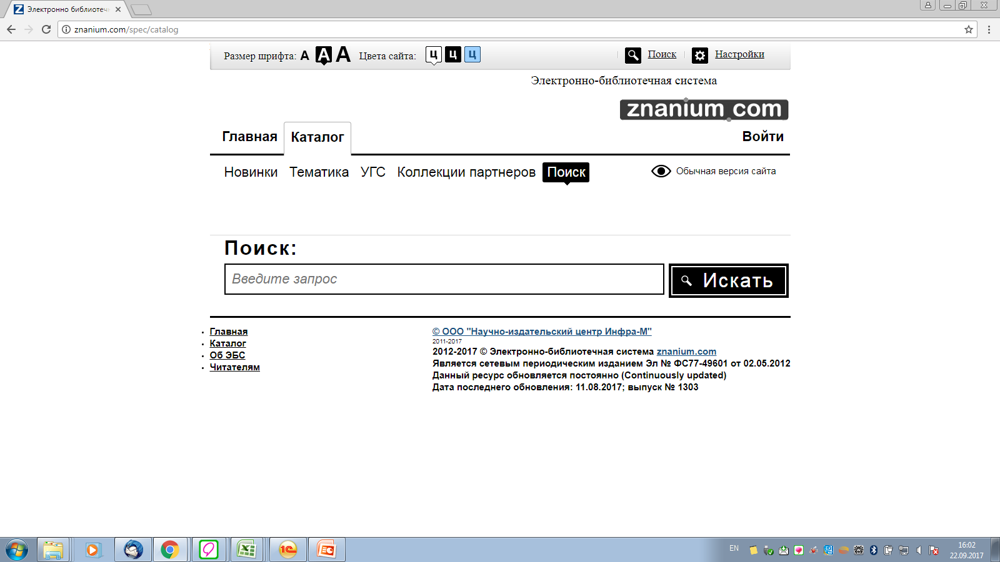 Электронно библиотечн
znanium.com/spec/catalog
Размер шрифта: A A A Цвета сайта: Ц Ц Ц Поиск Настройки
Электронно-библиотечная система
znanium.com
Главная Каталог Войти
Новинки Тематика УГС Коллекции партнеров Поиск Обычная версия сайта
Поиск:
Введите запрос Искать
Главная
Каталог
Об ЭБС
Читателям
© ООО "Научно-издательский центр Инфра-М"
2011-2017
2012-2017 © Электронно-библиотечная система znanium.com
Является сетевым периодическим изданием Эл № ФС77-49601 от 02.05.2012
Данный ресурс обновляется постоянно (Continuously updated)
Дата последнего обновления: 11.08.2017; выпуск № 1303
1С
EN
16:02
22.09.2017